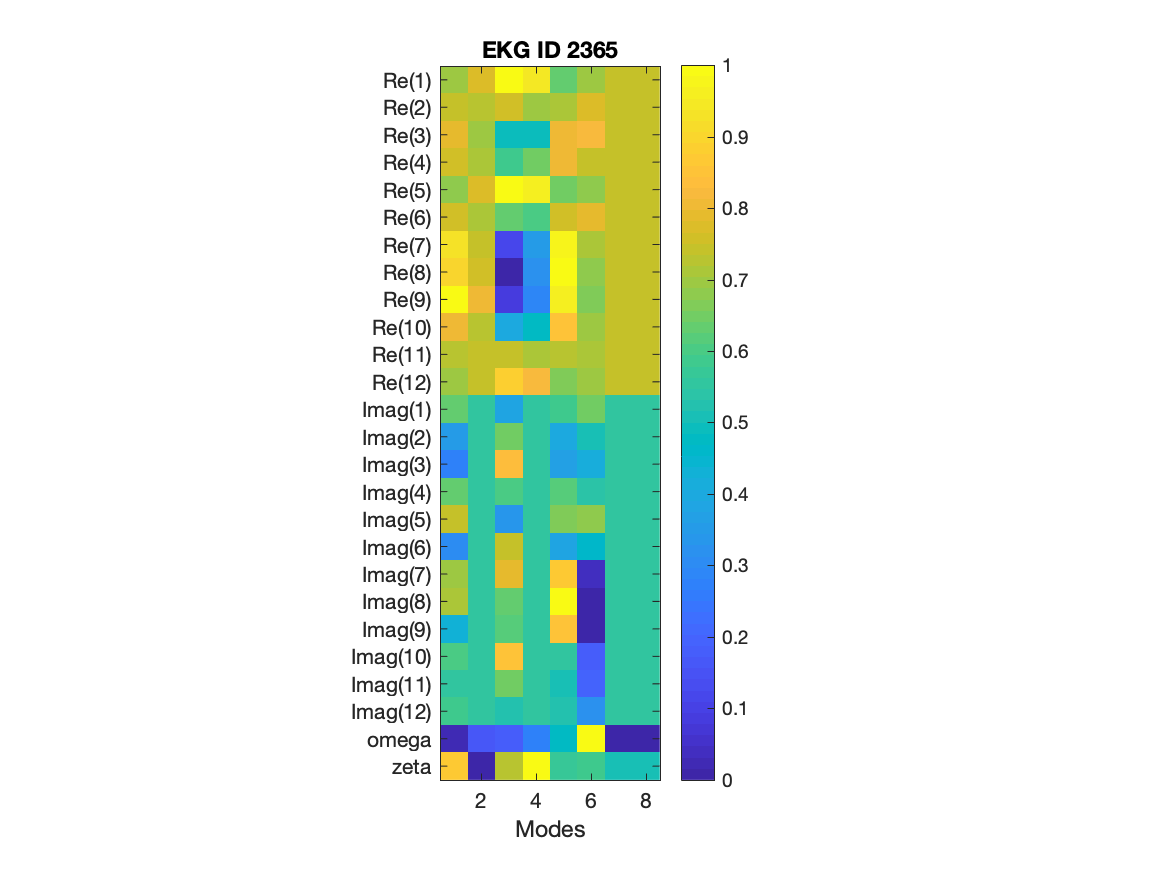 EKG ID 2365
Re(1)
Re(2)
Re(3)
Re(4)
Re(5)
Re(6)
Re(7)
Re(8)
Re(9)
Re(10)
Re(11)
Re(12)
Imag(1)
Imag(2)
Imag(3)
Imag(4)
Imag(5)
Imag(6)
Imag(7)
Imag(8)
Imag(9)
Imag(10)
Imag(11)
Imag(12)
omega
zeta
2 4 6 8
Modes
1
0.9
0.8
0.7
0.6
0.5
0.4
0.3
0.2
0.1
0